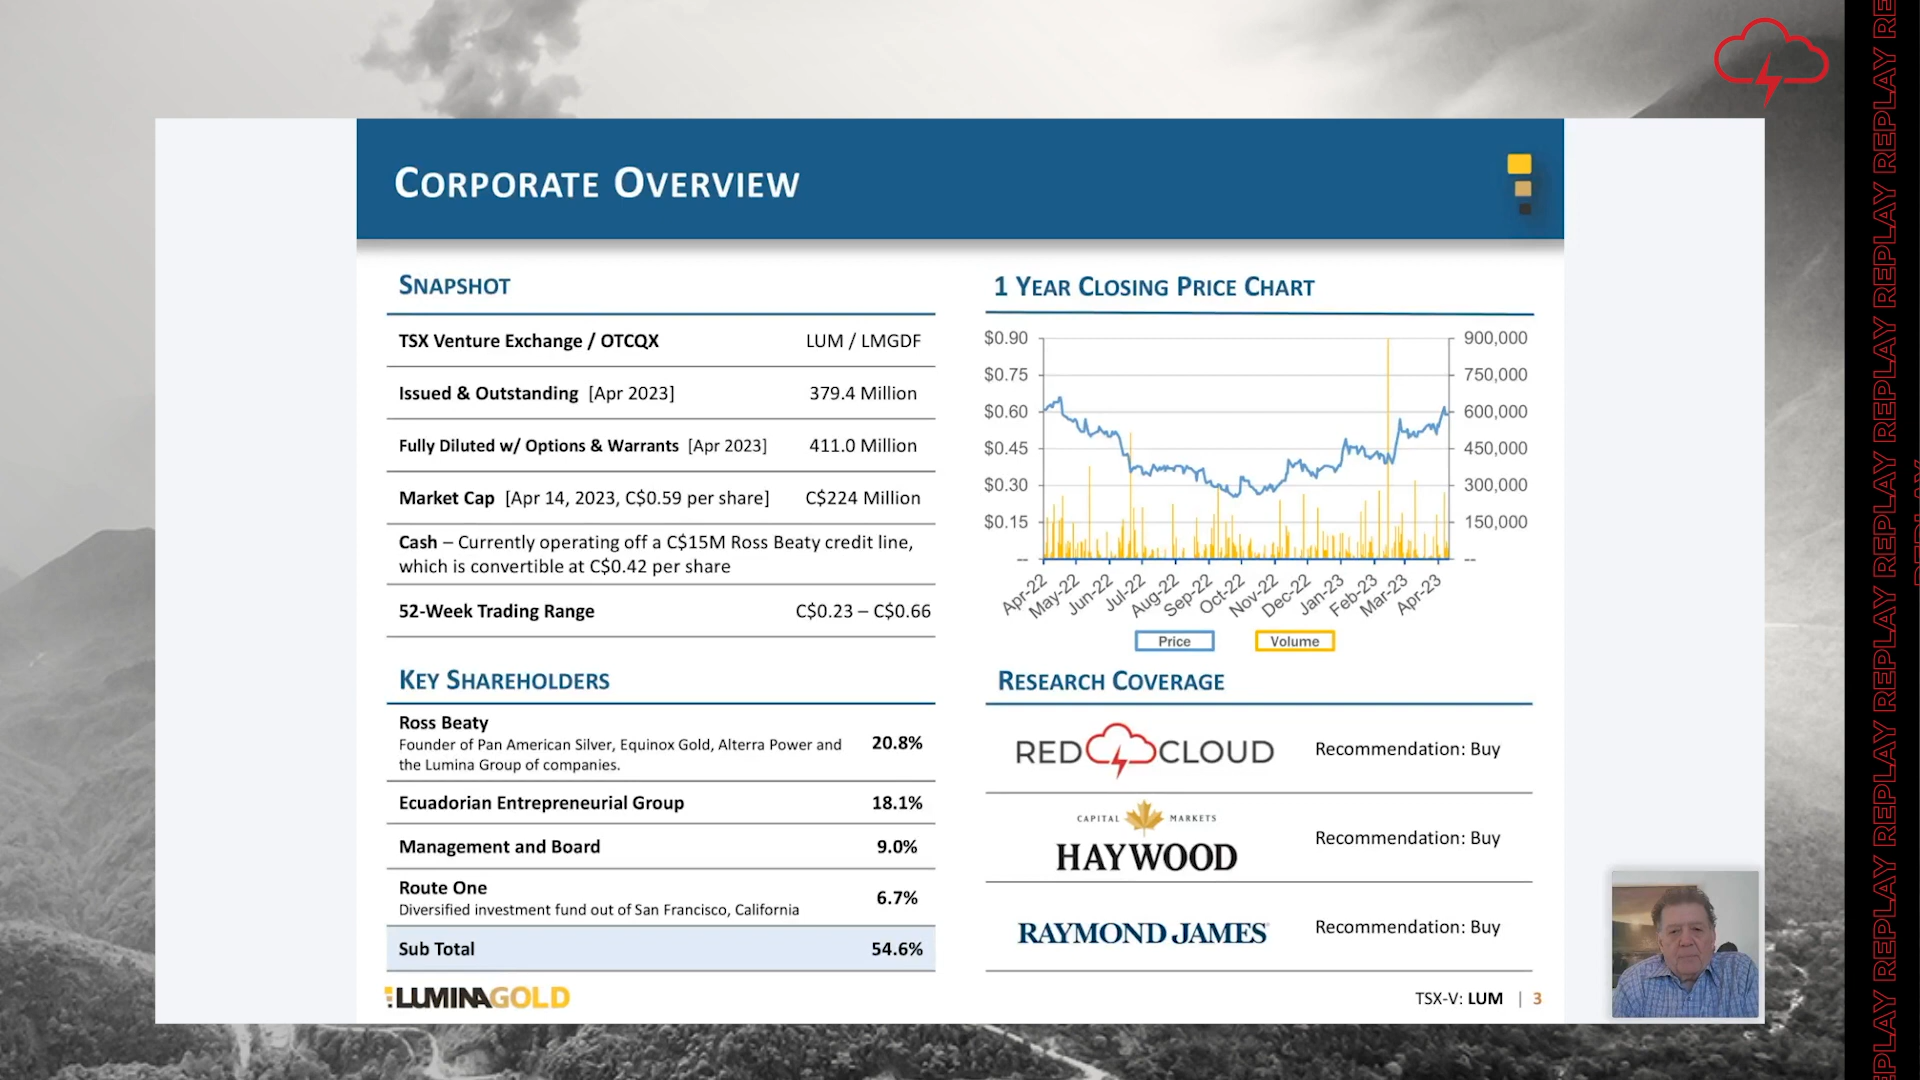 CORPORATE OVERVIEW
SNAPSHOT
TSX Venture Exchange / OTCQX LUM / LMGDF
Issued & Outstanding [Apr 2023] 379.4 Million
Fully Diluted w/ Options & Warrants [Apr 2023] 411.0 Million
Market Cap [Apr 14, 2023, C$0.59 per share] C$224 Million
Cash – Currently operating off a C$15M Ross Beaty credit line,
which is convertible at C$0.42 per share
52-Week Trading Range C$0.23 – C$0.66
KEY SHAREHOLDERS
Ross Beaty
Founder of Pan American Silver, Equinox Gold, Alterra Power and
the Lumina Group of companies.
20.8%
Ecuadorian Entrepreneurial Group 18.1%
Management and Board 9.0%
Route One
Diversified investment fund out of San Francisco, California
6.7%
Sub Total 54.6%
LUMINAGOLD
1 YEAR CLOSING PRICE CHART
$0.90 900,000
$0.75 750,000
$0.60 600,000
$0.45 450,000
$0.30 300,000
$0.15 150,000
-- --
Apr-22 May-22 Jun-22 Jul-22 Aug-22 Sep-22 Oct-22 Nov-22 Dec-22 Jan-23 Feb-23 Mar-23 Apr-23
Price Volume
RESEARCH COVERAGE
RED CLOUD Recommendation: Buy
CAPITAL MARKETS
HAYWOOD Recommendation: Buy
RAYMOND JAMES Recommendation: Buy
TSX-V: LUM | 3
REPLAY REPLAY REPLAY REPLAY REPLAY REPLAY REPLAY REPLAY REPLAY